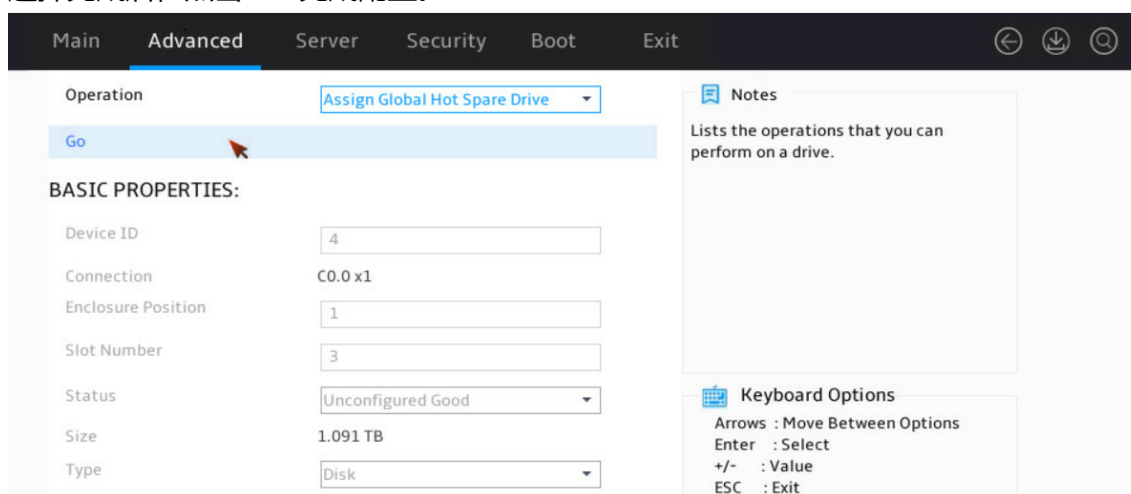 Main Advanced Server Security Boot Exit
Operation Assign Global Hot Spare Drive
Go
BASIC PROPERTIES:
Device ID 4
Connection C0.0 x1
Enclosure Position 1
Slot Number 3
Status Unconfigured Good
Size 1.091 TB
Type Disk
Notes
Lists the operations that you can
perform on a drive.
Keyboard Options
Arrows : Move Between Options
Enter : Select
+/- : Value
ESC : Exit